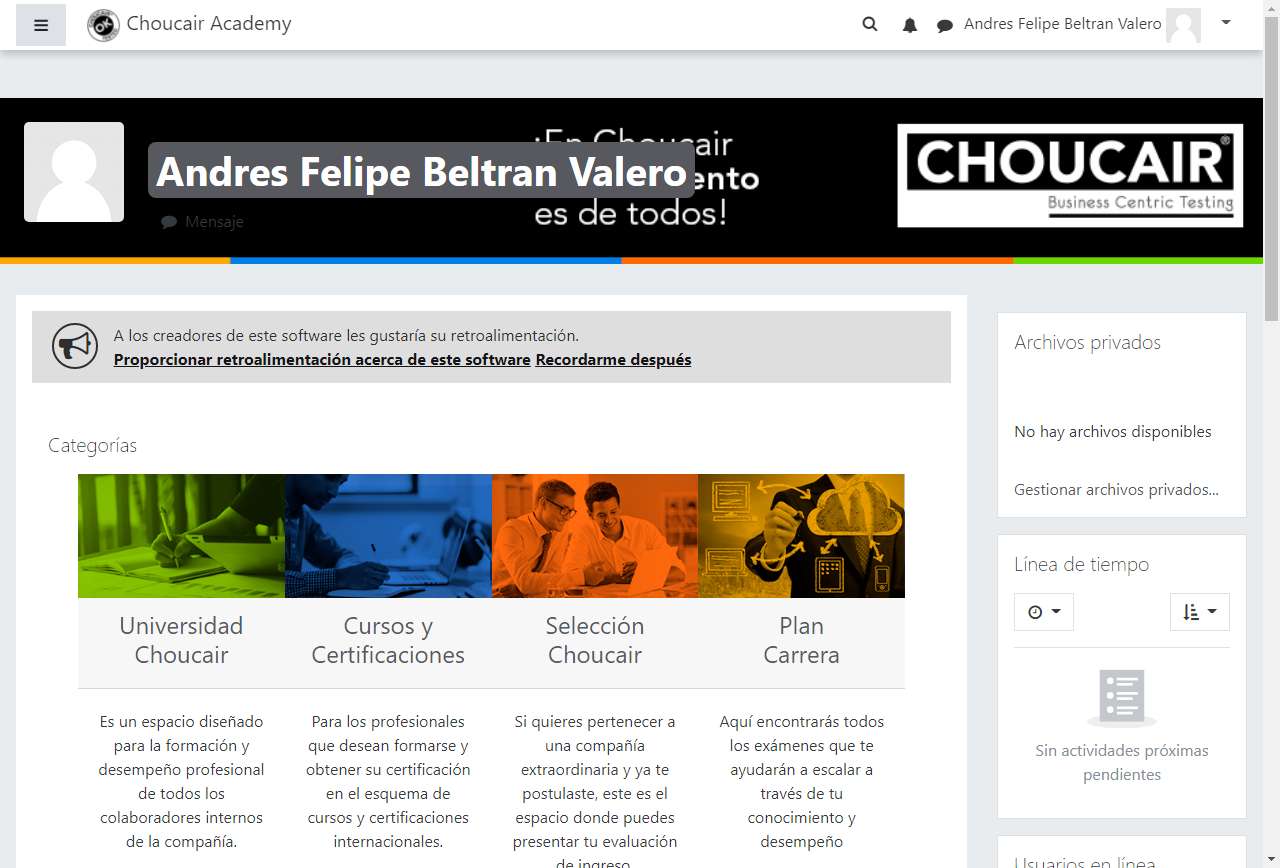 Choucair Academy
Andres Felipe Beltran Valero
Andres Felipe Beltran Valero
¡En Choucair
ento
es de todos!
Mensaje
CHOUCAIR®
Business Centric Testing
A los creadores de este software les gustaría su retroalimentación.
Proporcionar retroalimentación acerca de este software Recordarme después
Categorías
Universidad
Choucair
Es un espacio diseñado
para la formación y
desempeño profesional
de todos los
colaboradores internos
de la compañía.
Cursos y
Certificaciones
Para los profesionales
que desean formarse y
obtener su certificación
en el esquema de
cursos y certificaciones
internacionales.
Selección
Choucair
Si quieres pertenecer a
una compañía
extraordinaria y ya te
postulaste, este es el
espacio donde puedes
presentar tu evaluación
de ingreso
Plan
Carrera
Aquí encontrarás todos
los exámenes que te
ayudarán a escalar a
través de tu
conocimiento y
desempeño
Archivos privados
No hay archivos disponibles
Gestionar archivos privados...
Línea de tiempo
Sin actividades próximas
pendientes
Usuarios en línea